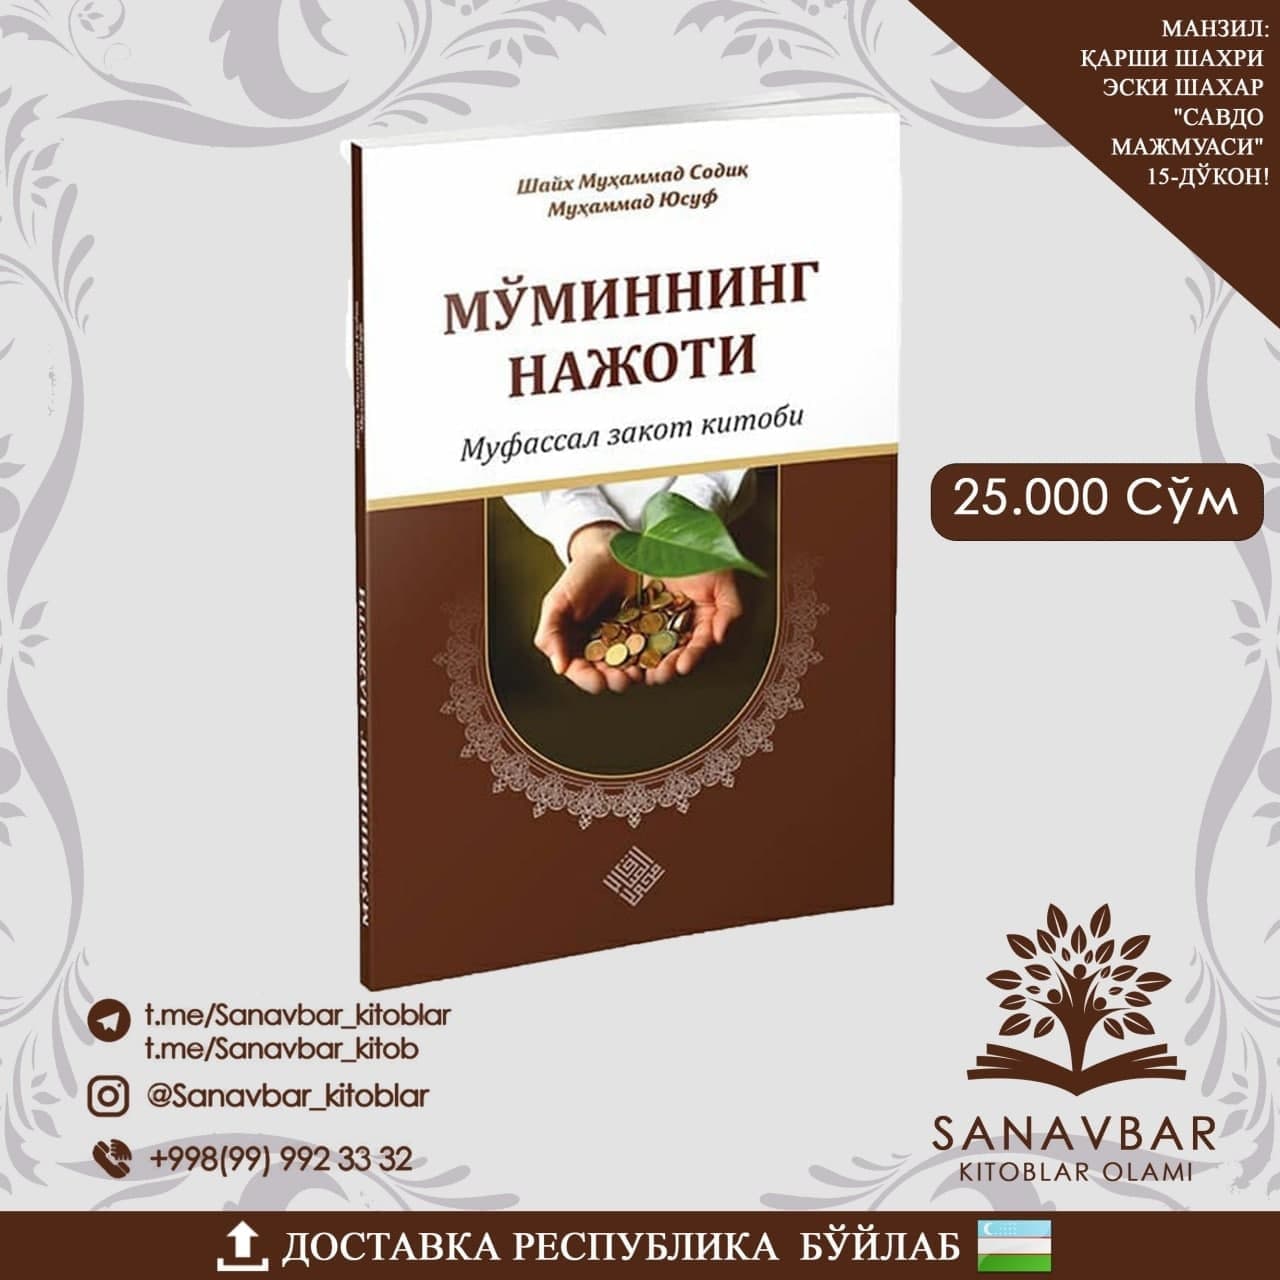 МАНЗИЛ:
ҚАРШИ ШАХРИ
ЭСКИ ШАХАР
"САВДО
МАЖМУАСИ"
15-ДЎКОН!
Шайх Муҳаммад Содиқ
Муҳаммад Юсуф
МЎМИННИНГ
НАЖОТИ
Муфассал закот китоби
МЎМИННИНГ НАЖОТИ
25.000 Сўм
t.me/Sanavbar_kitoblar
t.me/Sanavbar_kitob
@Sanavbar_kitoblar
+998(99) 992 33 32
SANAVBAR
KITOBLAR OLAMI
ДОСТАВКА РЕСПУБЛИКА БЎЙЛАБ